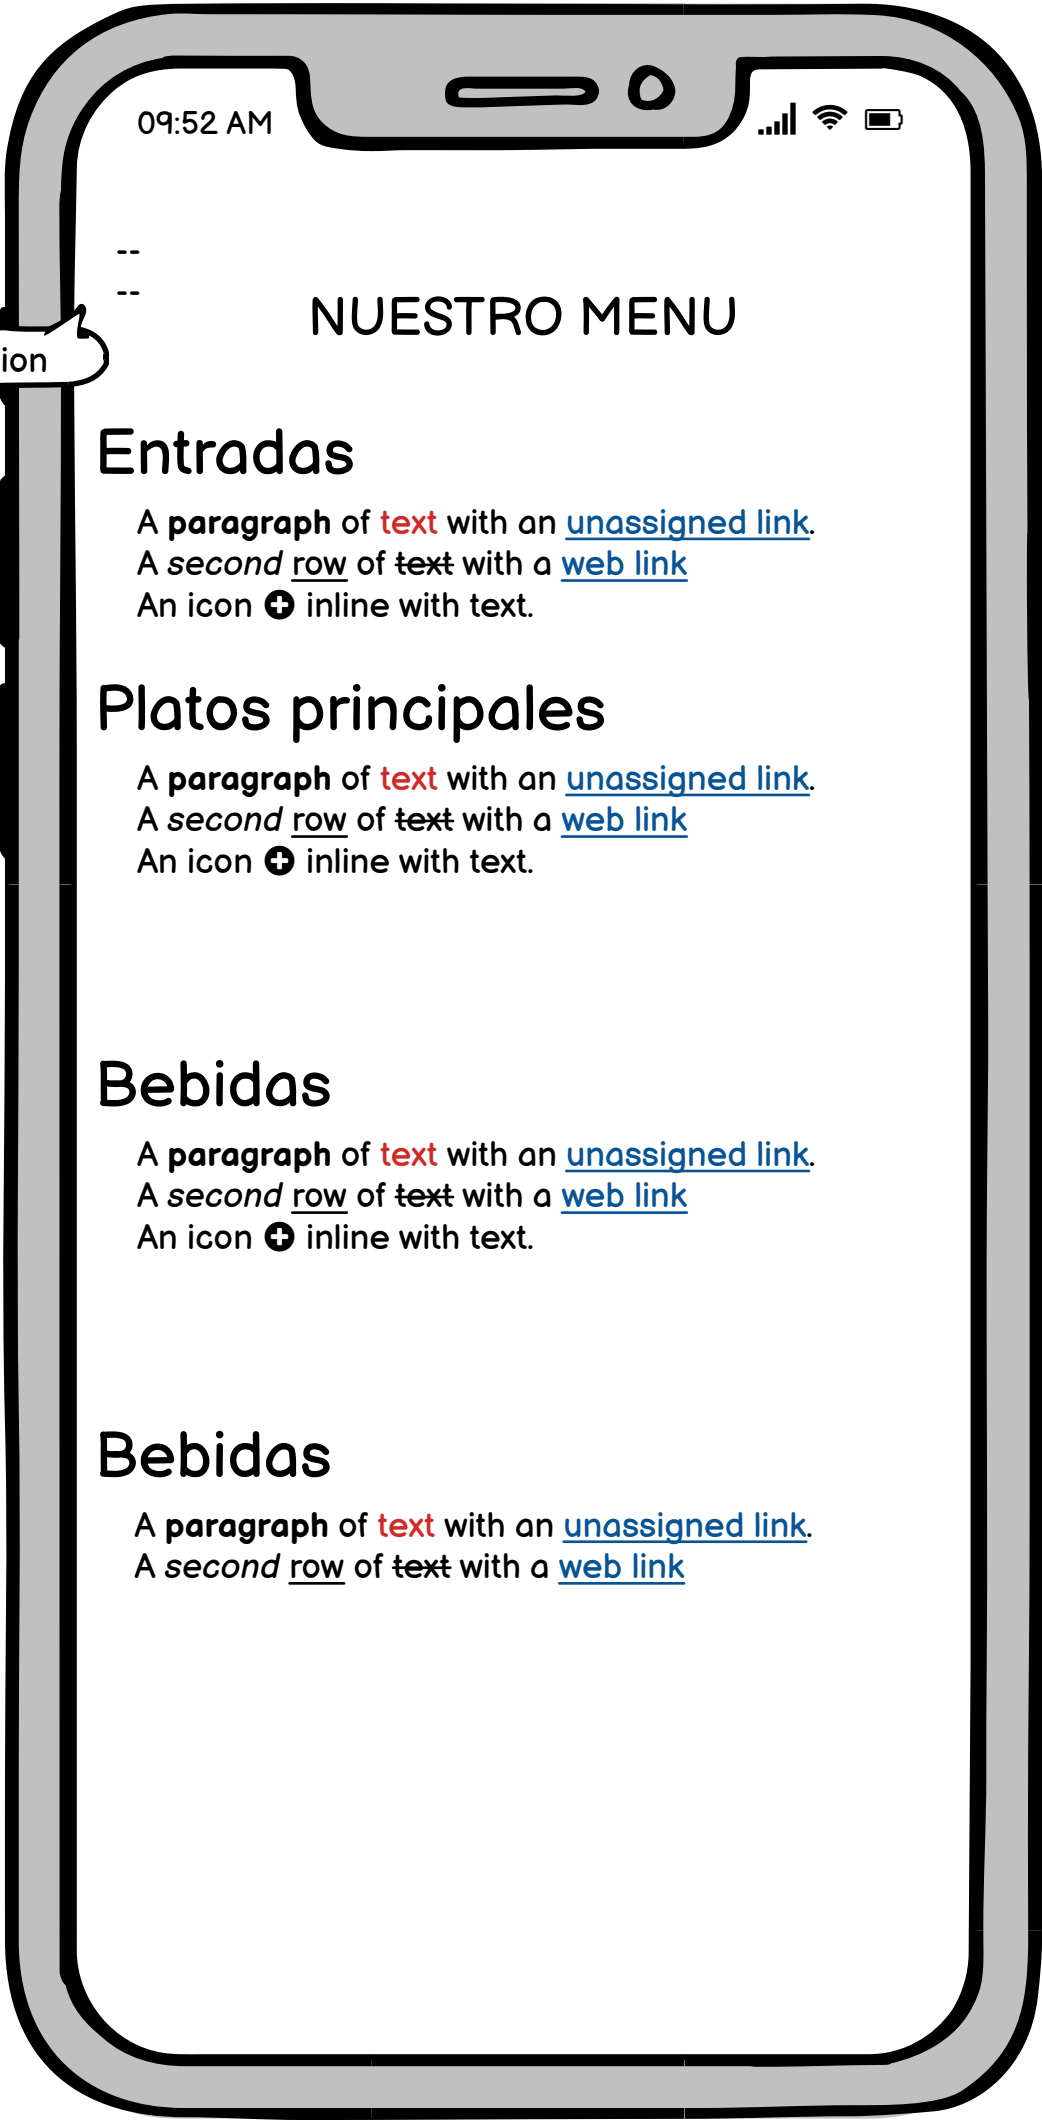 09:52 AM
--
--
NUESTRO MENU
ion
Entradas
A paragraph of text with an unassigned link.
A second row of text with a web link
An icon inline with text.
Platos principales
A paragraph of text with an unassigned link.
A second row of text with a web link
An icon inline with text.
Bebidas
A paragraph of text with an unassigned link.
A second row of text with a web link
An icon inline with text.
Bebidas
A paragraph of text with an unassigned link.
A second row of text with a web link